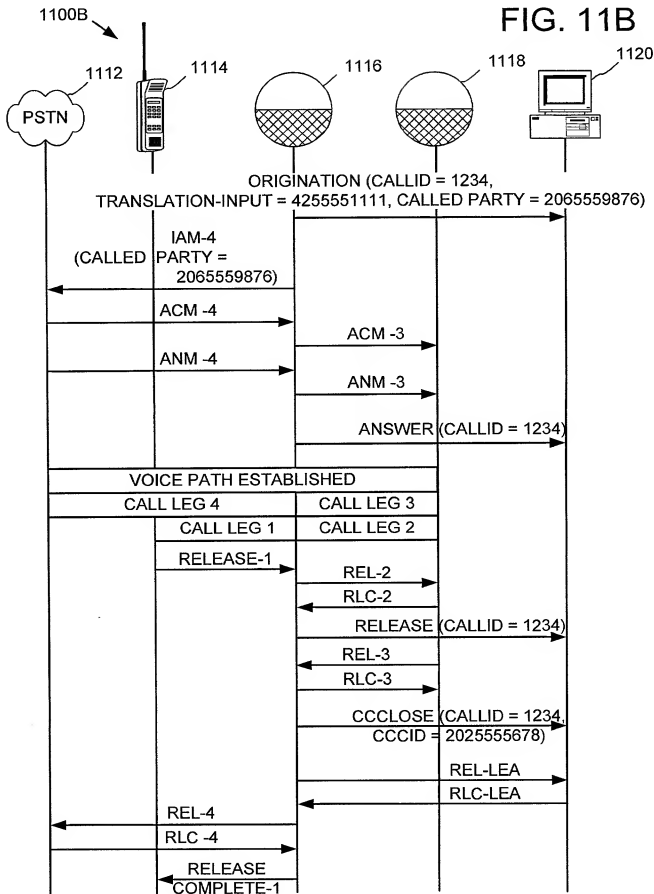 1100B
FIG. 11B
1112
1114
1116
1118
1120
PSTN
ORIGINATION (CALLID = 1234,
TRANSLATION-INPUT = 4255551111, CALLED PARTY = 2065559876)
IAM-4
(CALLED PARTY =
2065559876)
ACM -4
ACM -3
ANM -4
ANM -3
ANSWER (CALLID = 1234)
VOICE PATH ESTABLISHED
CALL LEG 4 CALL LEG 3
CALL LEG 1 CALL LEG 2
RELEASE-1
REL-2
RLC-2
RELEASE (CALLID = 1234)
REL-3
RLC-3
CCCLOSE (CALLID = 1234,
CCCID = 2025555678)
REL-LEA
RLC-LEA
REL-4
RLC -4
RELEASE
COMPLETE-1